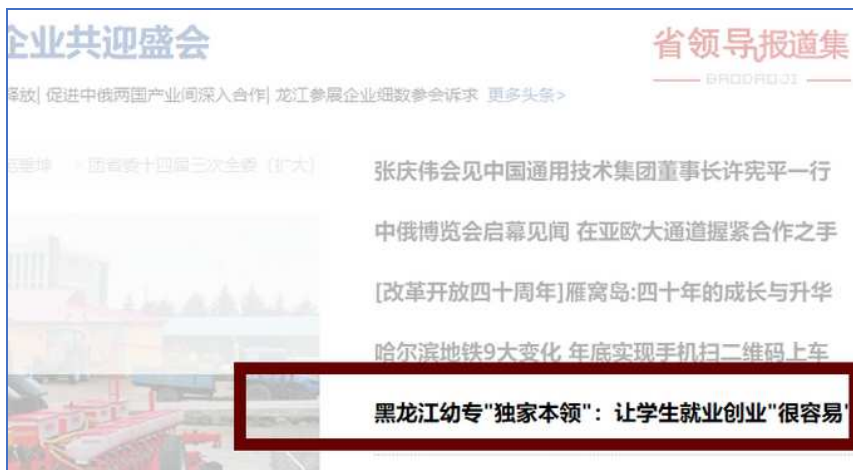 企业共迎盛会
省领导报道集
BAODAOJI
释放| 促进中俄两国产业间深入合作| 龙江参展企业细数参会诉求 更多头条>
团省委十四届三次全委（扩大）
张庆伟会见中国通用技术集团董事长许宪平一行
中俄博览会启幕见闻 在亚欧大通道握紧合作之手
[改革开放四十周年]雁窝岛:四十年的成长与升华
哈尔滨地铁9大变化 年底实现手机扫二维码上车
黑龙江幼专"独家本领"：让学生就业创业"很容易"